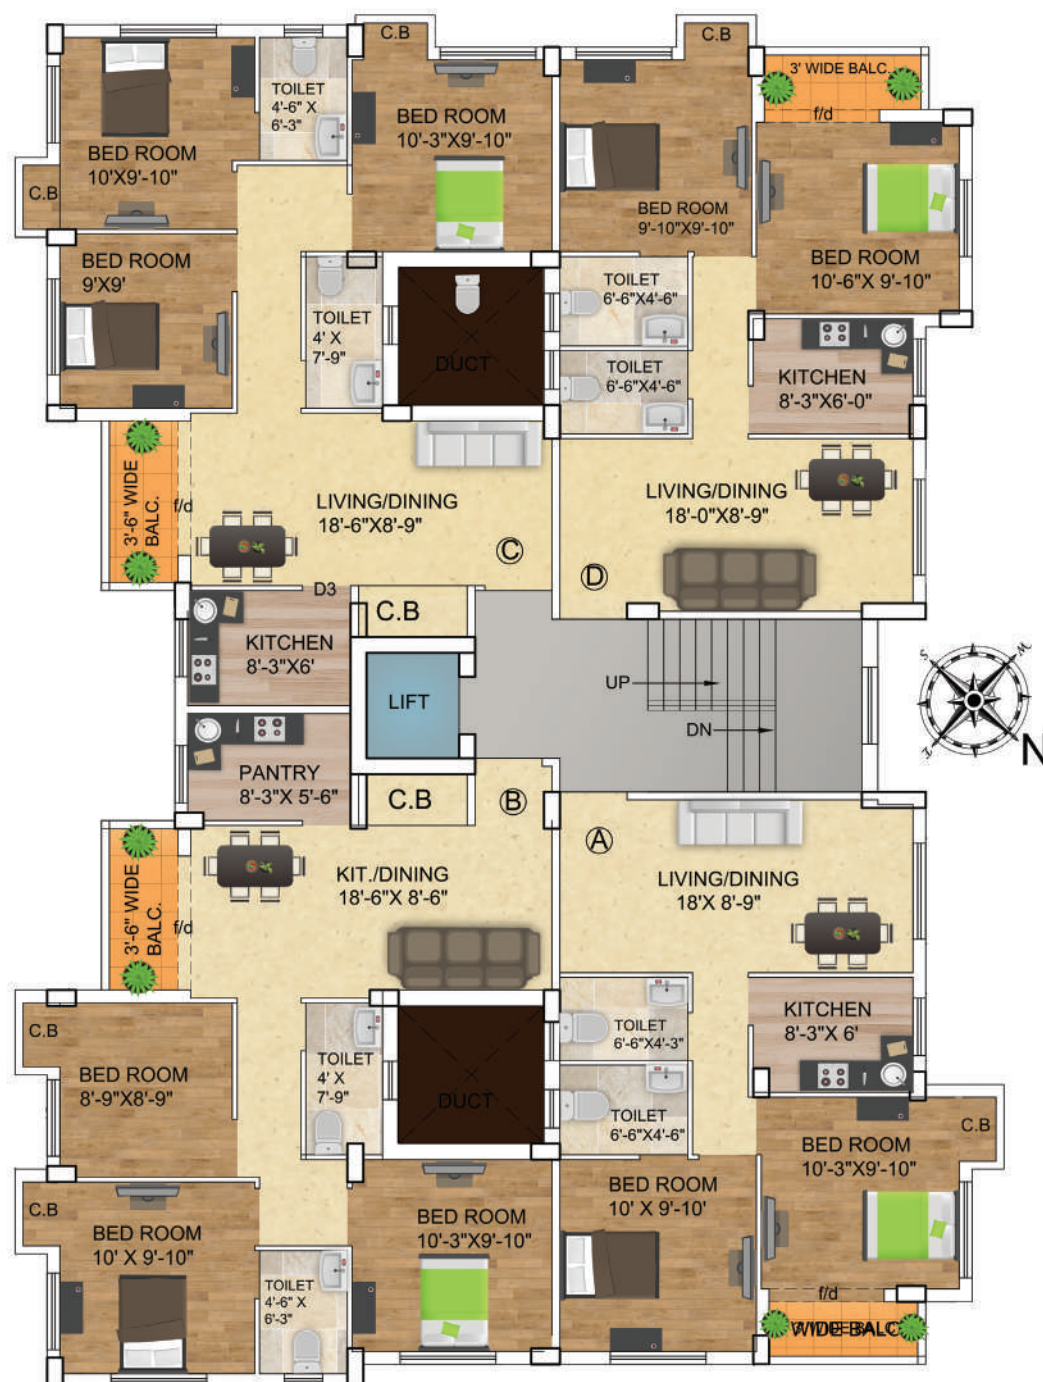 C.B
C.B
3' WIDE BALC.
f/d
TOILET
4'-6" X
6'-3"
BED ROOM
10'X9'-10"
BED ROOM
10'-3"X9'-10"
C.B
BED ROOM
9'-10"X9'-10"
BED ROOM
10'-6"X 9'-10"
BED ROOM
9'X9'
TOILET
4' X
7'-9"
DUCT
TOILET
6'-6"X4'-6"
TOILET
6'-6"X4'-6"
KITCHEN
8'-3"X6'-0"
3'-6" WIDE
BALC.
f/d
LIVING/DINING
18'-6"X8'-9"
C
LIVING/DINING
18'-0"X8'-9"
D
D3
C.B
KITCHEN
8'-3"X6'
LIFT
UP
DN
S
M
I
N
PANTRY
8'-3"X 5'-6"
C.B
B
A
3'-6" WIDE
BALC.
f/d
KIT./DINING
18'-6"X 8'-6"
LIVING/DINING
18'X 8'-9"
C.B
BED ROOM
8'-9"X8'-9"
TOILET
4' X
7'-9"
DUCT
TOILET
6'-6"X4'-3"
TOILET
6'-6"X4'-6"
KITCHEN
8'-3"X 6'
C.B
BED ROOM
10'-3"X9'-10"
C.B
BED ROOM
10' X 9'-10"
TOILET
4'-6" X
6'-3"
BED ROOM
10'-3"X9'-10"
BED ROOM
10' X 9'-10'
f/d
WIDE BALC.